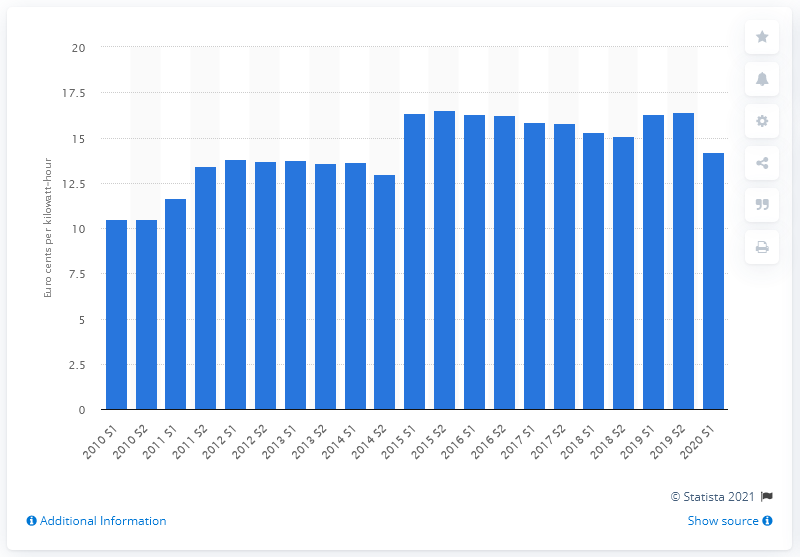 20
17.5
15
12.5
10
7.5
5
2.5
0
Euro cents per kilowatt-hour
2010 S1
2010 S2
2011 S1
2011 S2
2012 S1
2012 S2
2013 S1
2013 S2
2014 S1
2014 S2
2015 S1
2015 S2
2016 S1
2016 S2
2017 S1
2017 S2
2018 S1
2018 S2
2019 S1
2019 S2
2020 S1
© Statista 2021
Additional Information
Show source